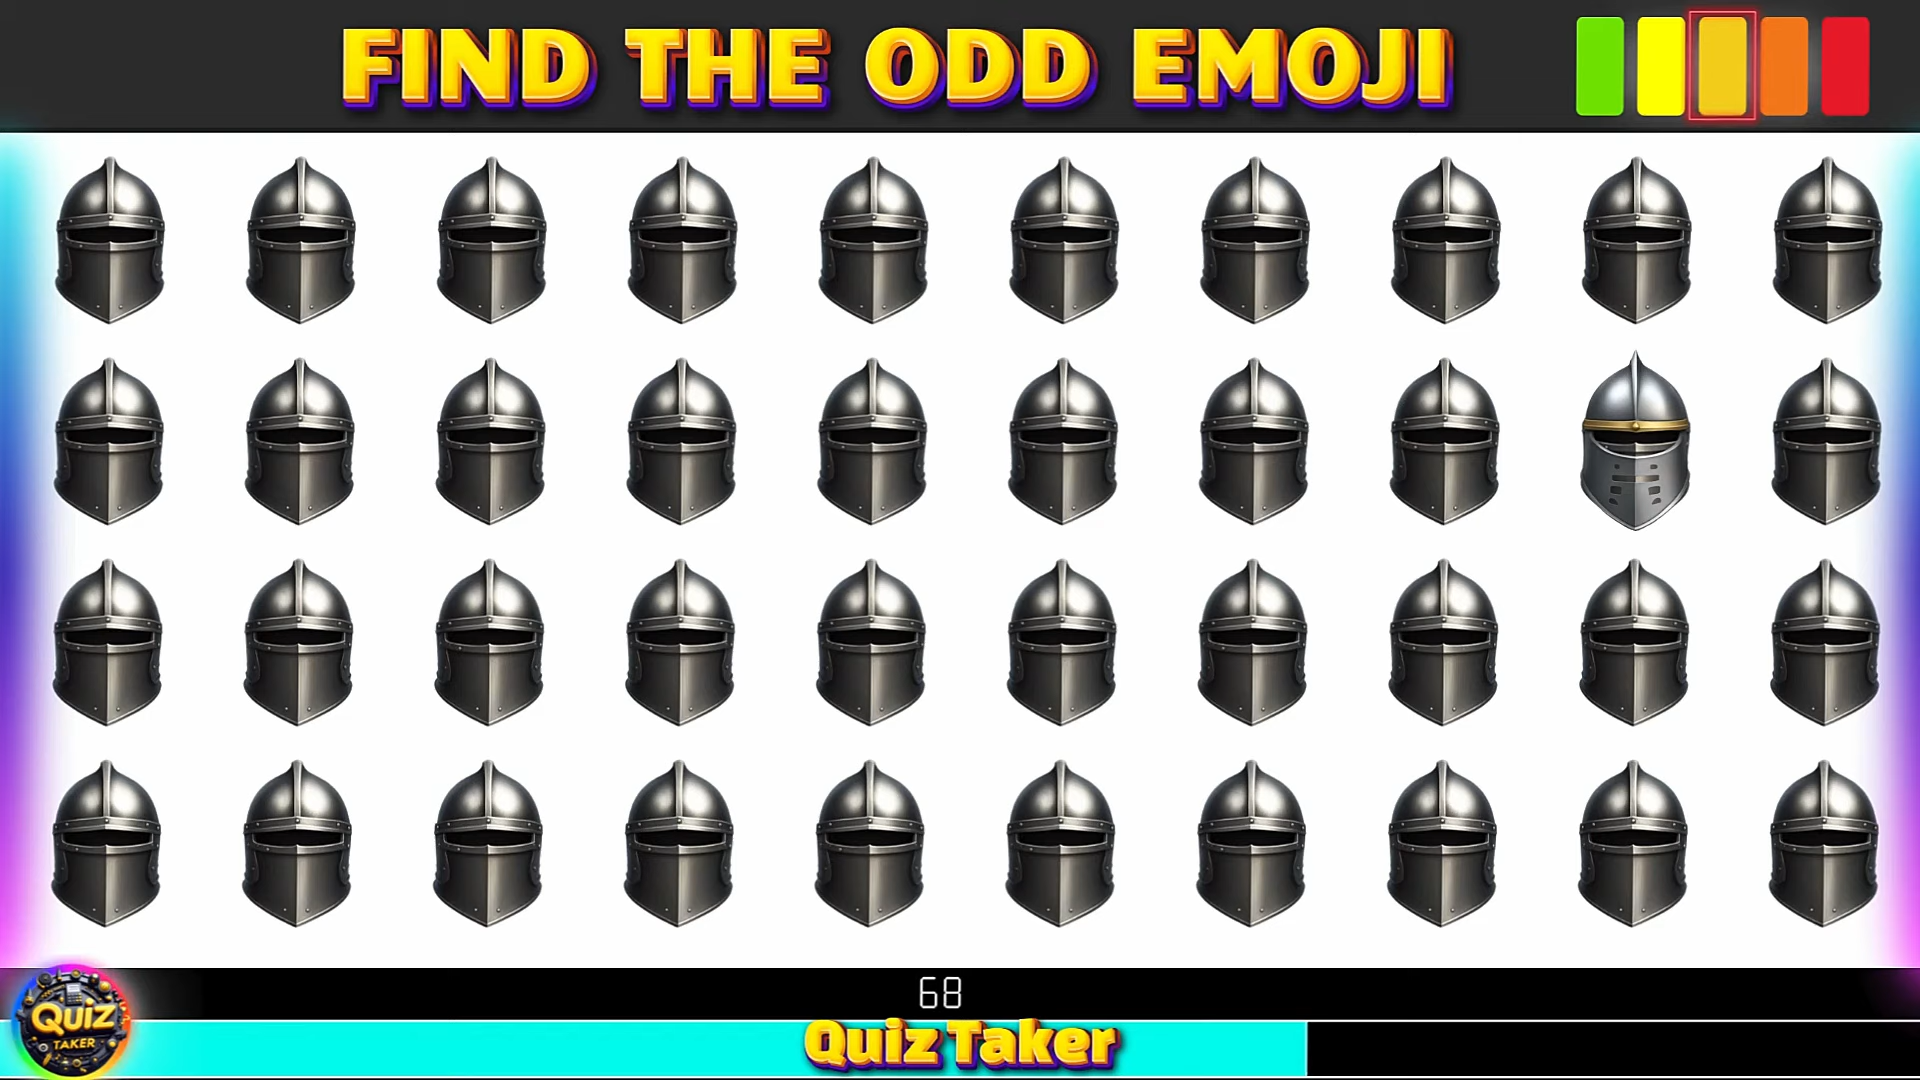 FIND THE ODD EMOJI
68
QUIZ
TAKER
Quiz Taker